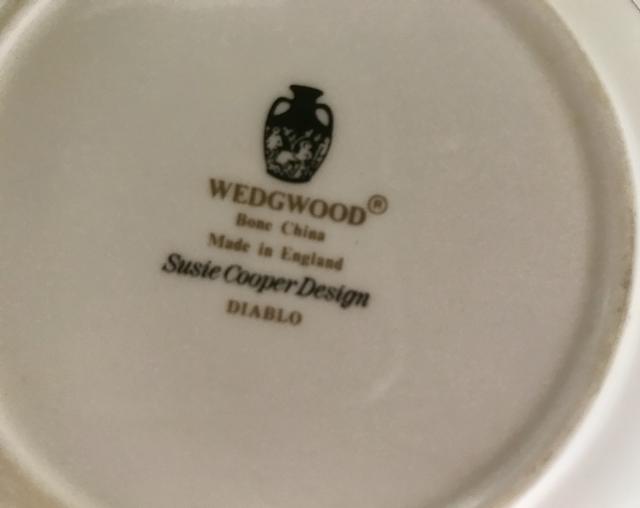 WEDGWOOD®
Bone China
Made in England
Susie Cooper Design
DIABLO